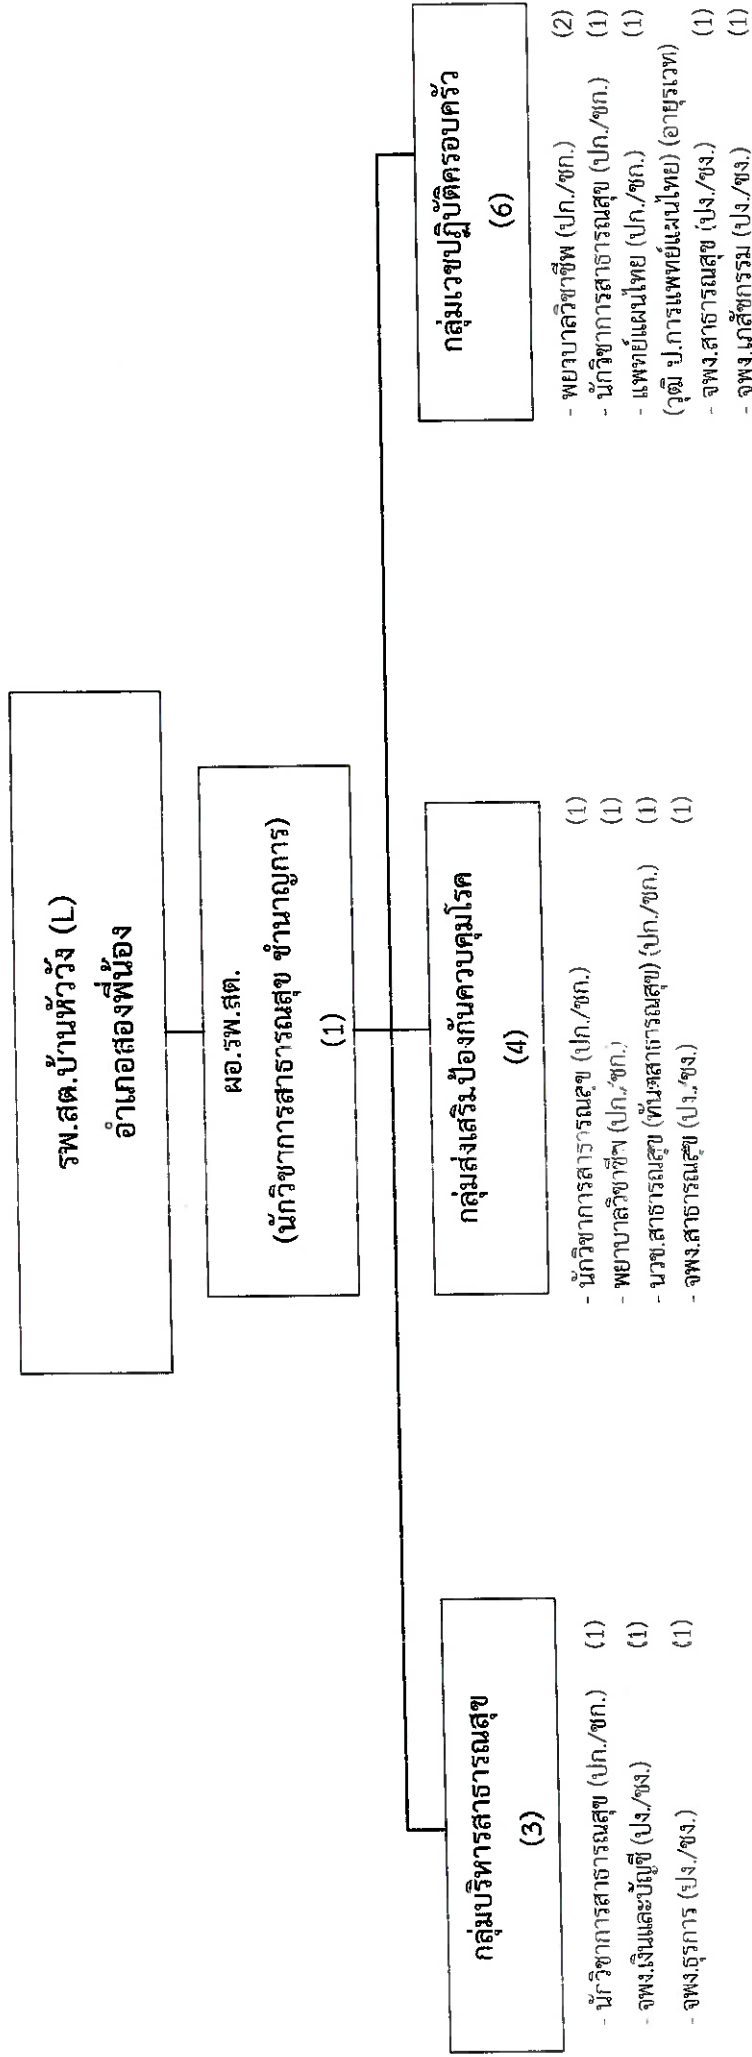 รพ.สต.บ้านหัววัง (L)
อำเภอสองพี่น้อง
ผอ.รพ.สต.
(นักวิชาการสาธารณสุข ชำนาญการ)
(1)
กลุ่มบริหารสาธารณสุข
(3)
- นักวิชาการสาธารณสุข (ปก./ชก.) (1)
- จพง.เงินและบัญชี (ปง./ชง.) (1)
- จพง.ธุรการ (ปง./ชง.) (1)
กลุ่มส่งเสริมป้องกันควบคุมโรค
(4)
- นักวิชาการสาธารณสุข (ปก./ชก.) (1)
- พยาบาลวิชาชีพ (ปก./ชก.) (1)
- นวช.สาธารณสุข (ทันตสาธารณสุข) (ปก./ชก.) (1)
- จพง.สาธารณสุข (ปง./ชง.) (1)
กลุ่มเวชปฏิบัติครอบครัว
(6)
- พยาบาลวิชาชีพ (ปก./ชก.) (2)
- นักวิชาการสาธารณสุข (ปก./ชก.) (1)
- แพทย์แผนไทย (ปก./ชก.) (1)
(วุฒิ ป.การแพทย์แผนไทย) (อายุรเวท)
- จพง.สาธารณสุข (ปง./ชง.) (1)
- จพง.เภสัชกรรม (ปง./ชง.) (1)